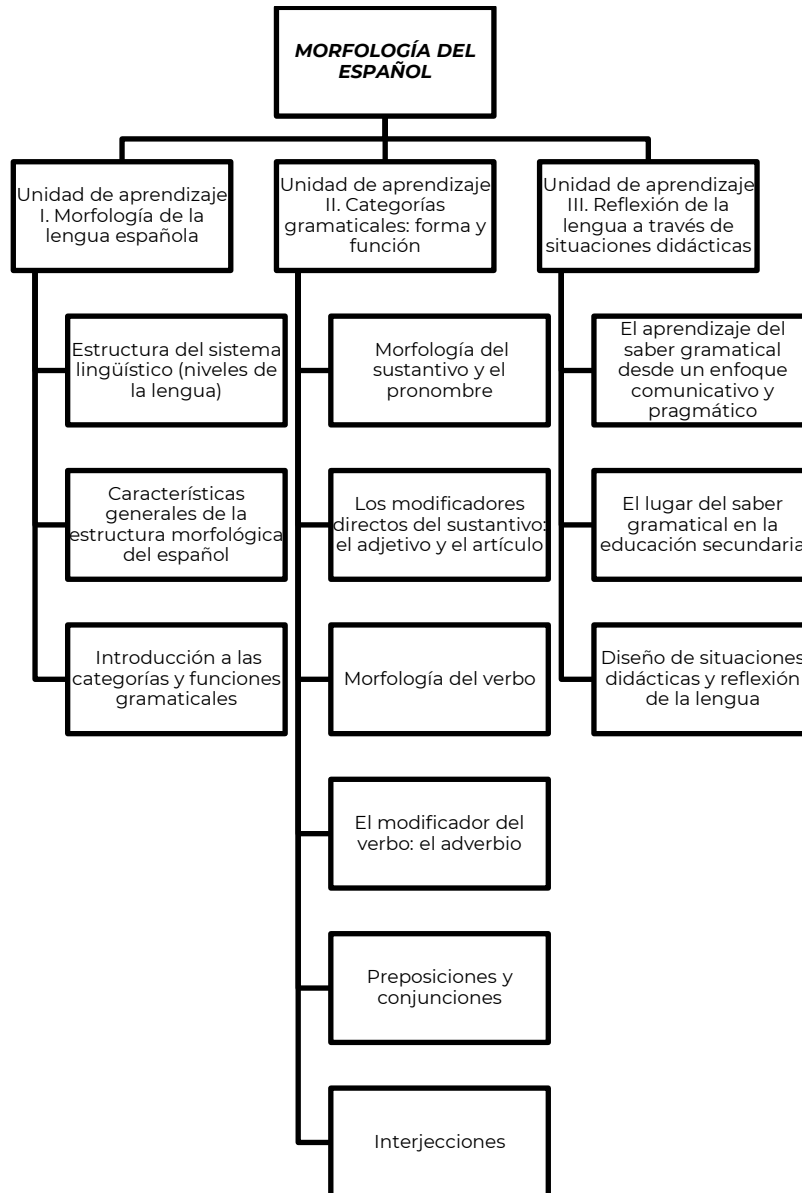 MORFOLOGÍA DEL
ESPAÑOL
Unidad de aprendizaje
I. Morfología de la
lengua española
Estructura del sistema
lingüístico (niveles de
la lengua)
Características
generales de la
estructura morfológica
del español
Introducción a las
categorías y funciones
gramaticales
Unidad de aprendizaje
II. Categorías
gramaticales: forma y
función
Morfología del
sustantivo y el
pronombre
Los modificadores
directos del sustantivo:
el adjetivo y el artículo
Morfología del verbo
El modificador del
verbo: el adverbio
Preposiciones y
conjunciones
Interjecciones
Unidad de aprendizaje
III. Reflexión de la
lengua a través de
situaciones didácticas
El aprendizaje del
saber gramatical
desde un enfoque
comunicativo y
pragmático
El lugar del saber
gramatical en la
educación secundaria
Diseño de situaciones
didácticas y reflexión
de la lengua